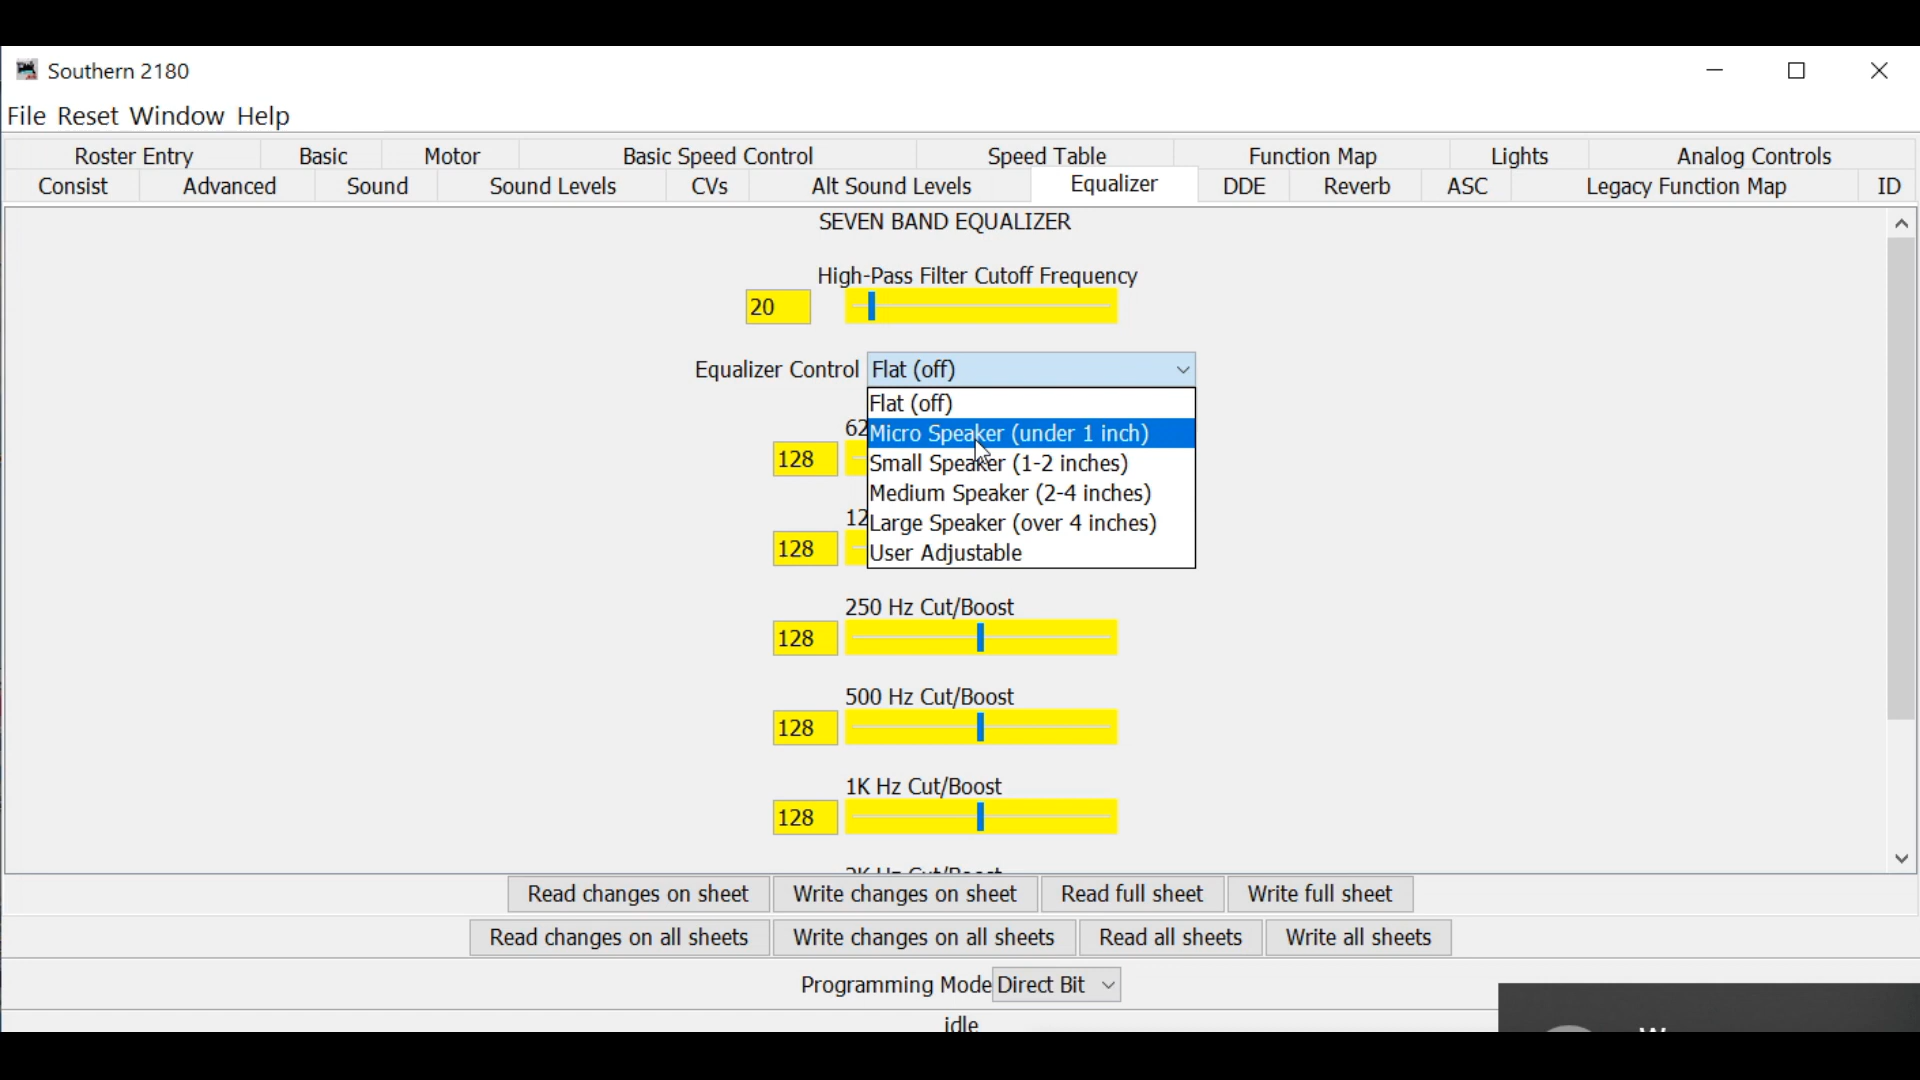 Southern 2180
File Reset Window Help
Roster Entry Basic Motor Basic Speed Control Speed Table Function Map Lights Analog Controls
Consist Advanced Sound Sound Levels CVs Alt Sound Levels Equalizer DDE Reverb ASC Legacy Function Map ID
SEVEN BAND EQUALIZER
High-Pass Filter Cutoff Frequency
20
Equalizer Control Flat (off)
Flat (off)
62
Micro Speaker (under 1 inch)
128
Small Speaker (1-2 inches)
Medium Speaker (2-4 inches)
12
Large Speaker (over 4 inches)
128
User Adjustable
250 Hz Cut/Boost
128
500 Hz Cut/Boost
128
1K Hz Cut/Boost
128
Read changes on sheet Write changes on sheet Read full sheet Write full sheet
Read changes on all sheets Write changes on all sheets Read all sheets Write all sheets
Programming Mode Direct Bit
idle